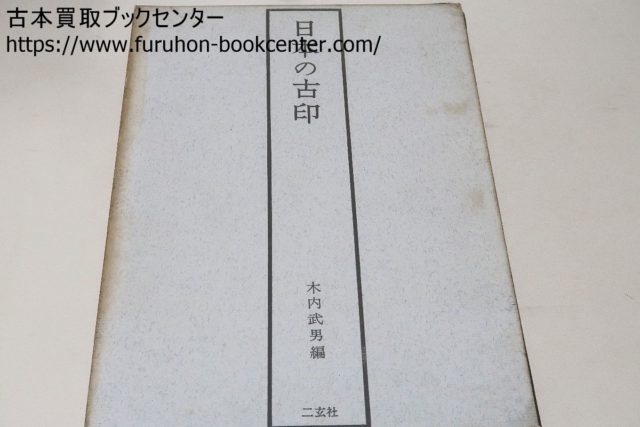 古本買取ブックセンター
https://www.furuhon-bookcenter.com/
日本の古印
木内武男編
二玄社